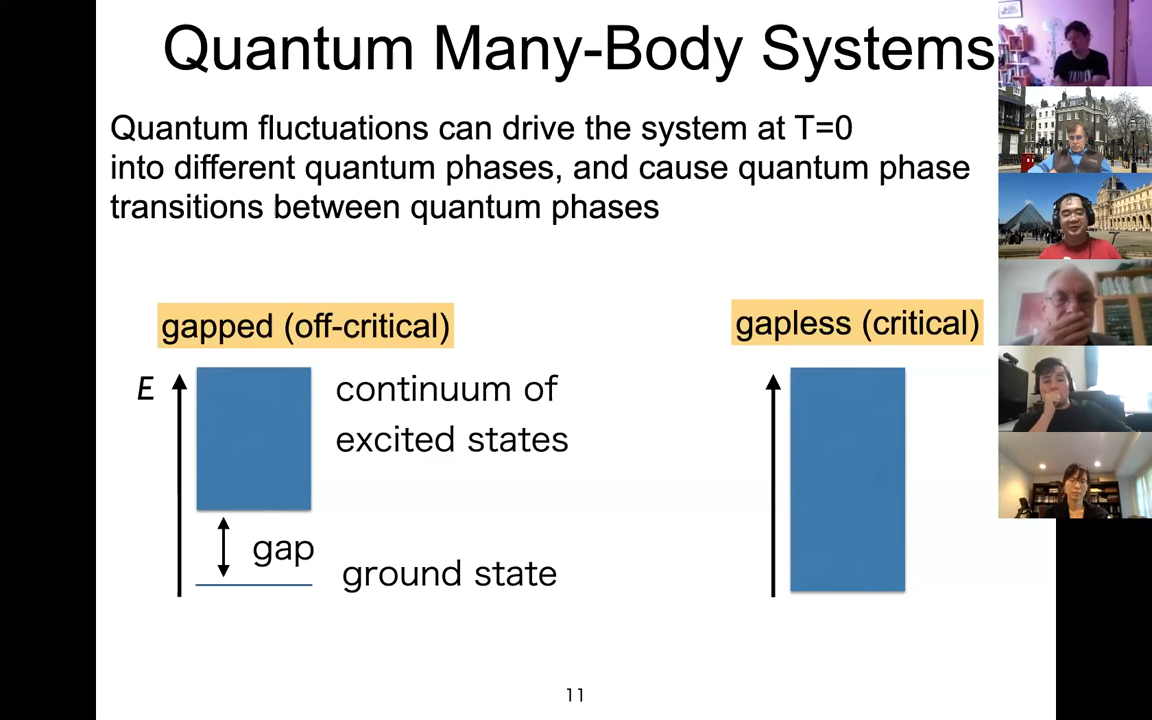 Quantum Many-Body Systems
Quantum fluctuations can drive the system at T=0
into different quantum phases, and cause quantum phase
transitions between quantum phases
gapped (off-critical)
gapless (critical)
E
continuum of
excited states
gap
ground state
11